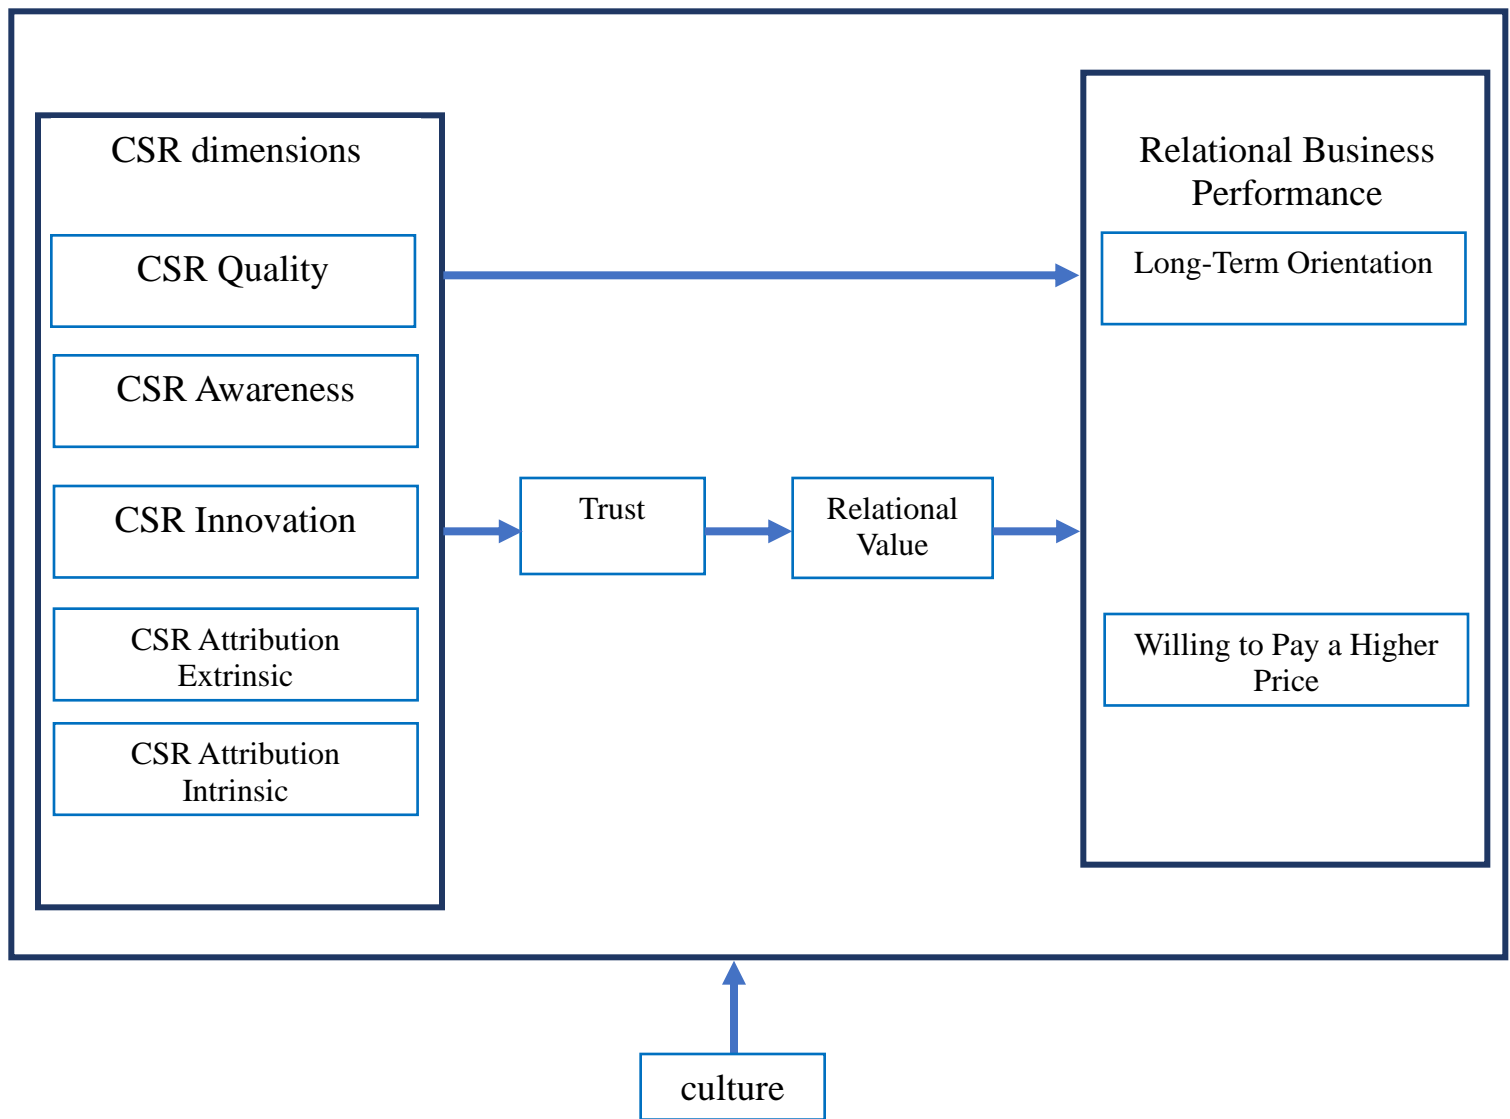 CSR dimensions
CSR Quality
CSR Awareness
CSR Innovation
CSR Attribution
Extrinsic
CSR Attribution
Intrinsic
Trust
Relational
Value
Relational Business
Performance
Long-Term Orientation
Willing to Pay a Higher
Price
culture